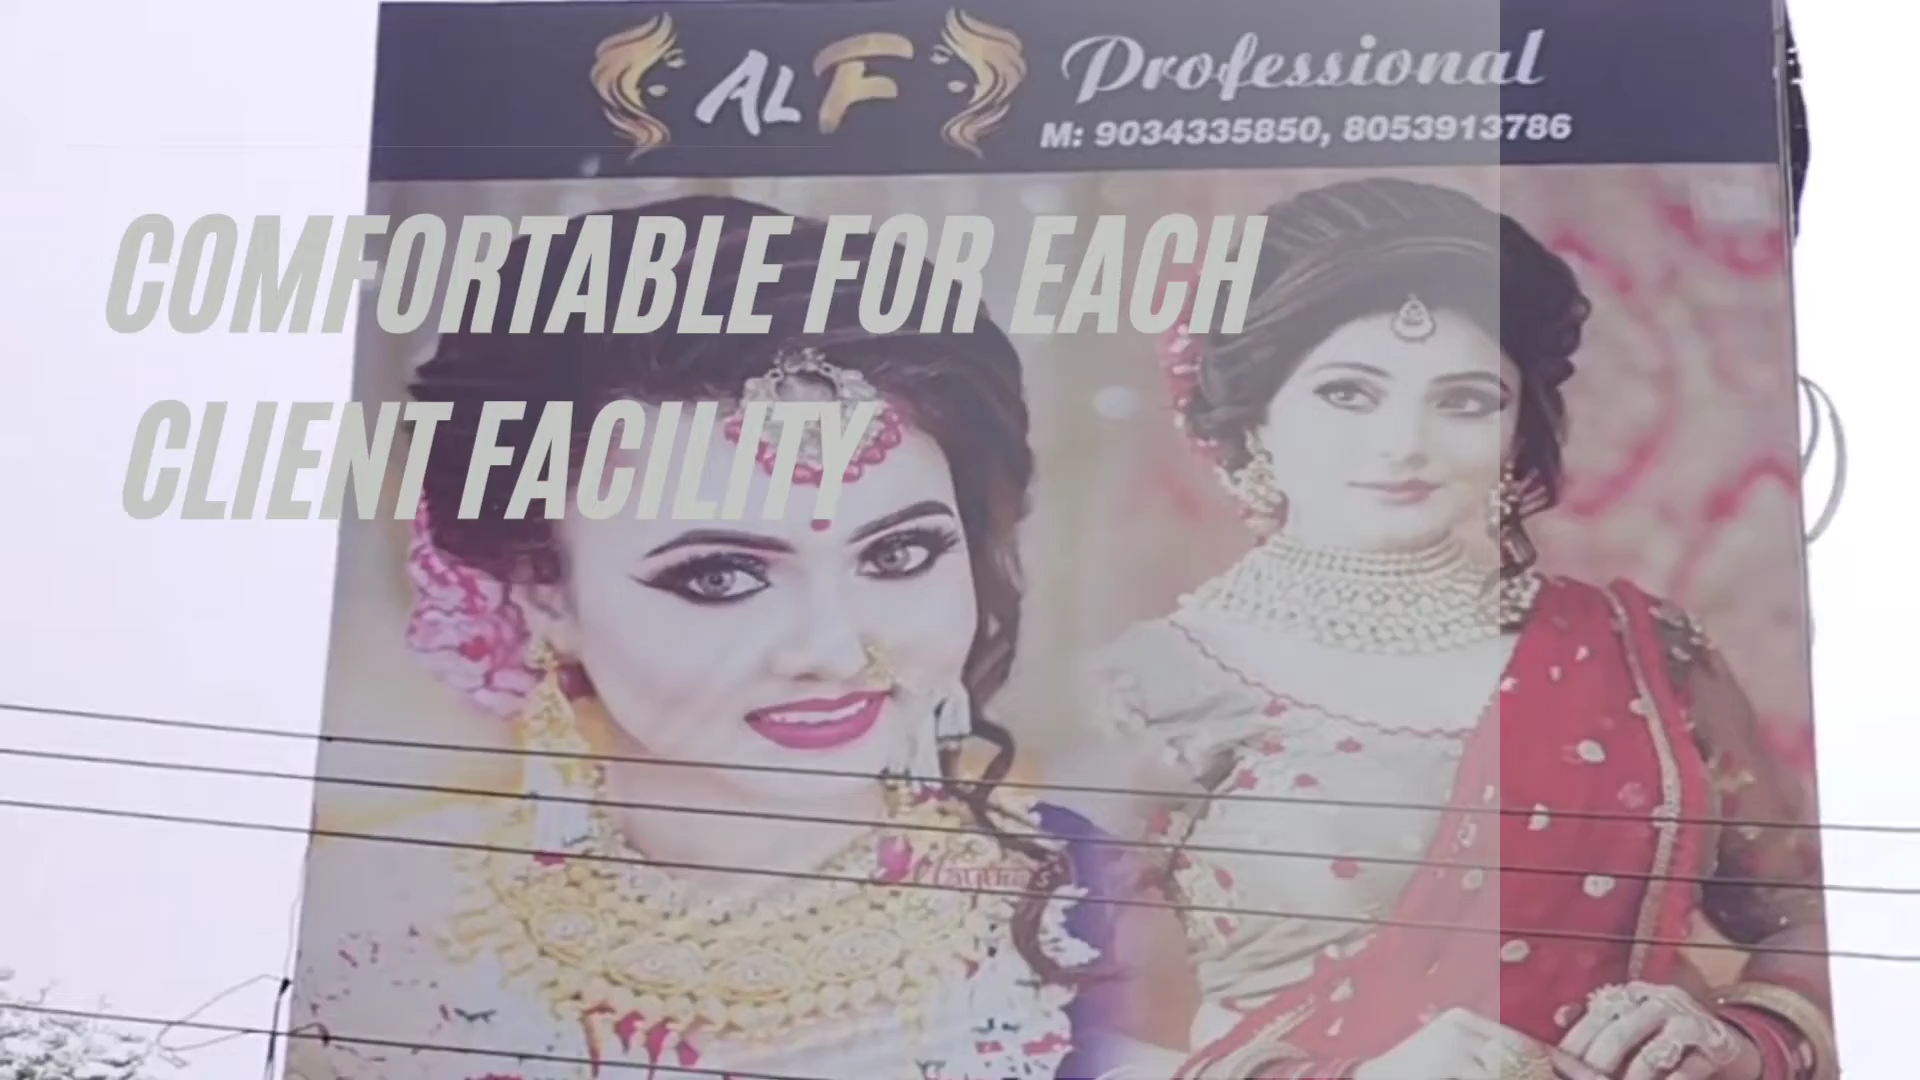 ALF Professional
M: 9034335850, 8053913786
COMFORTABLE FOR EACH
CLIENT FACILITY